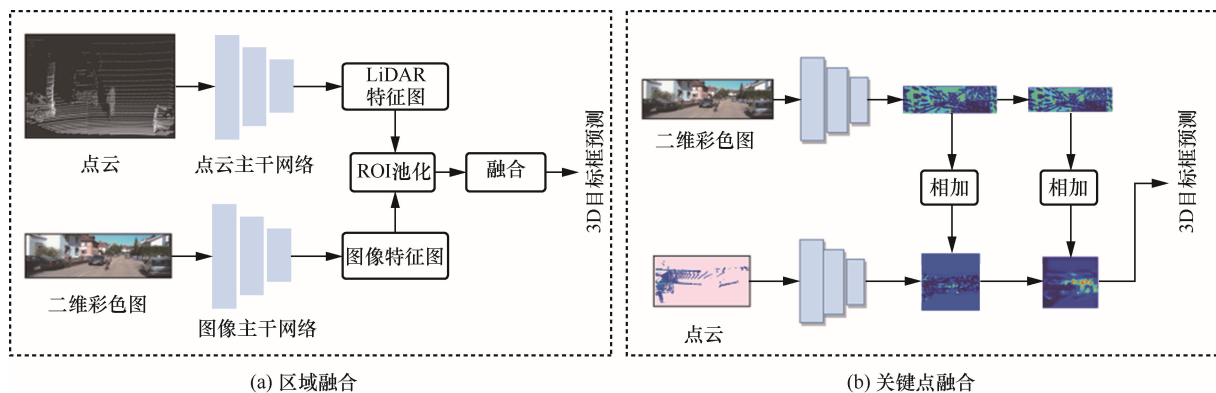 点云
点云主干网络
LiDAR
特征图
ROI池化
融合
3D目标框预测
二维彩色图
图像主干网络
图像特征图
(a) 区域融合
二维彩色图
相加
相加
3D目标框预测
点云
(b) 关键点融合